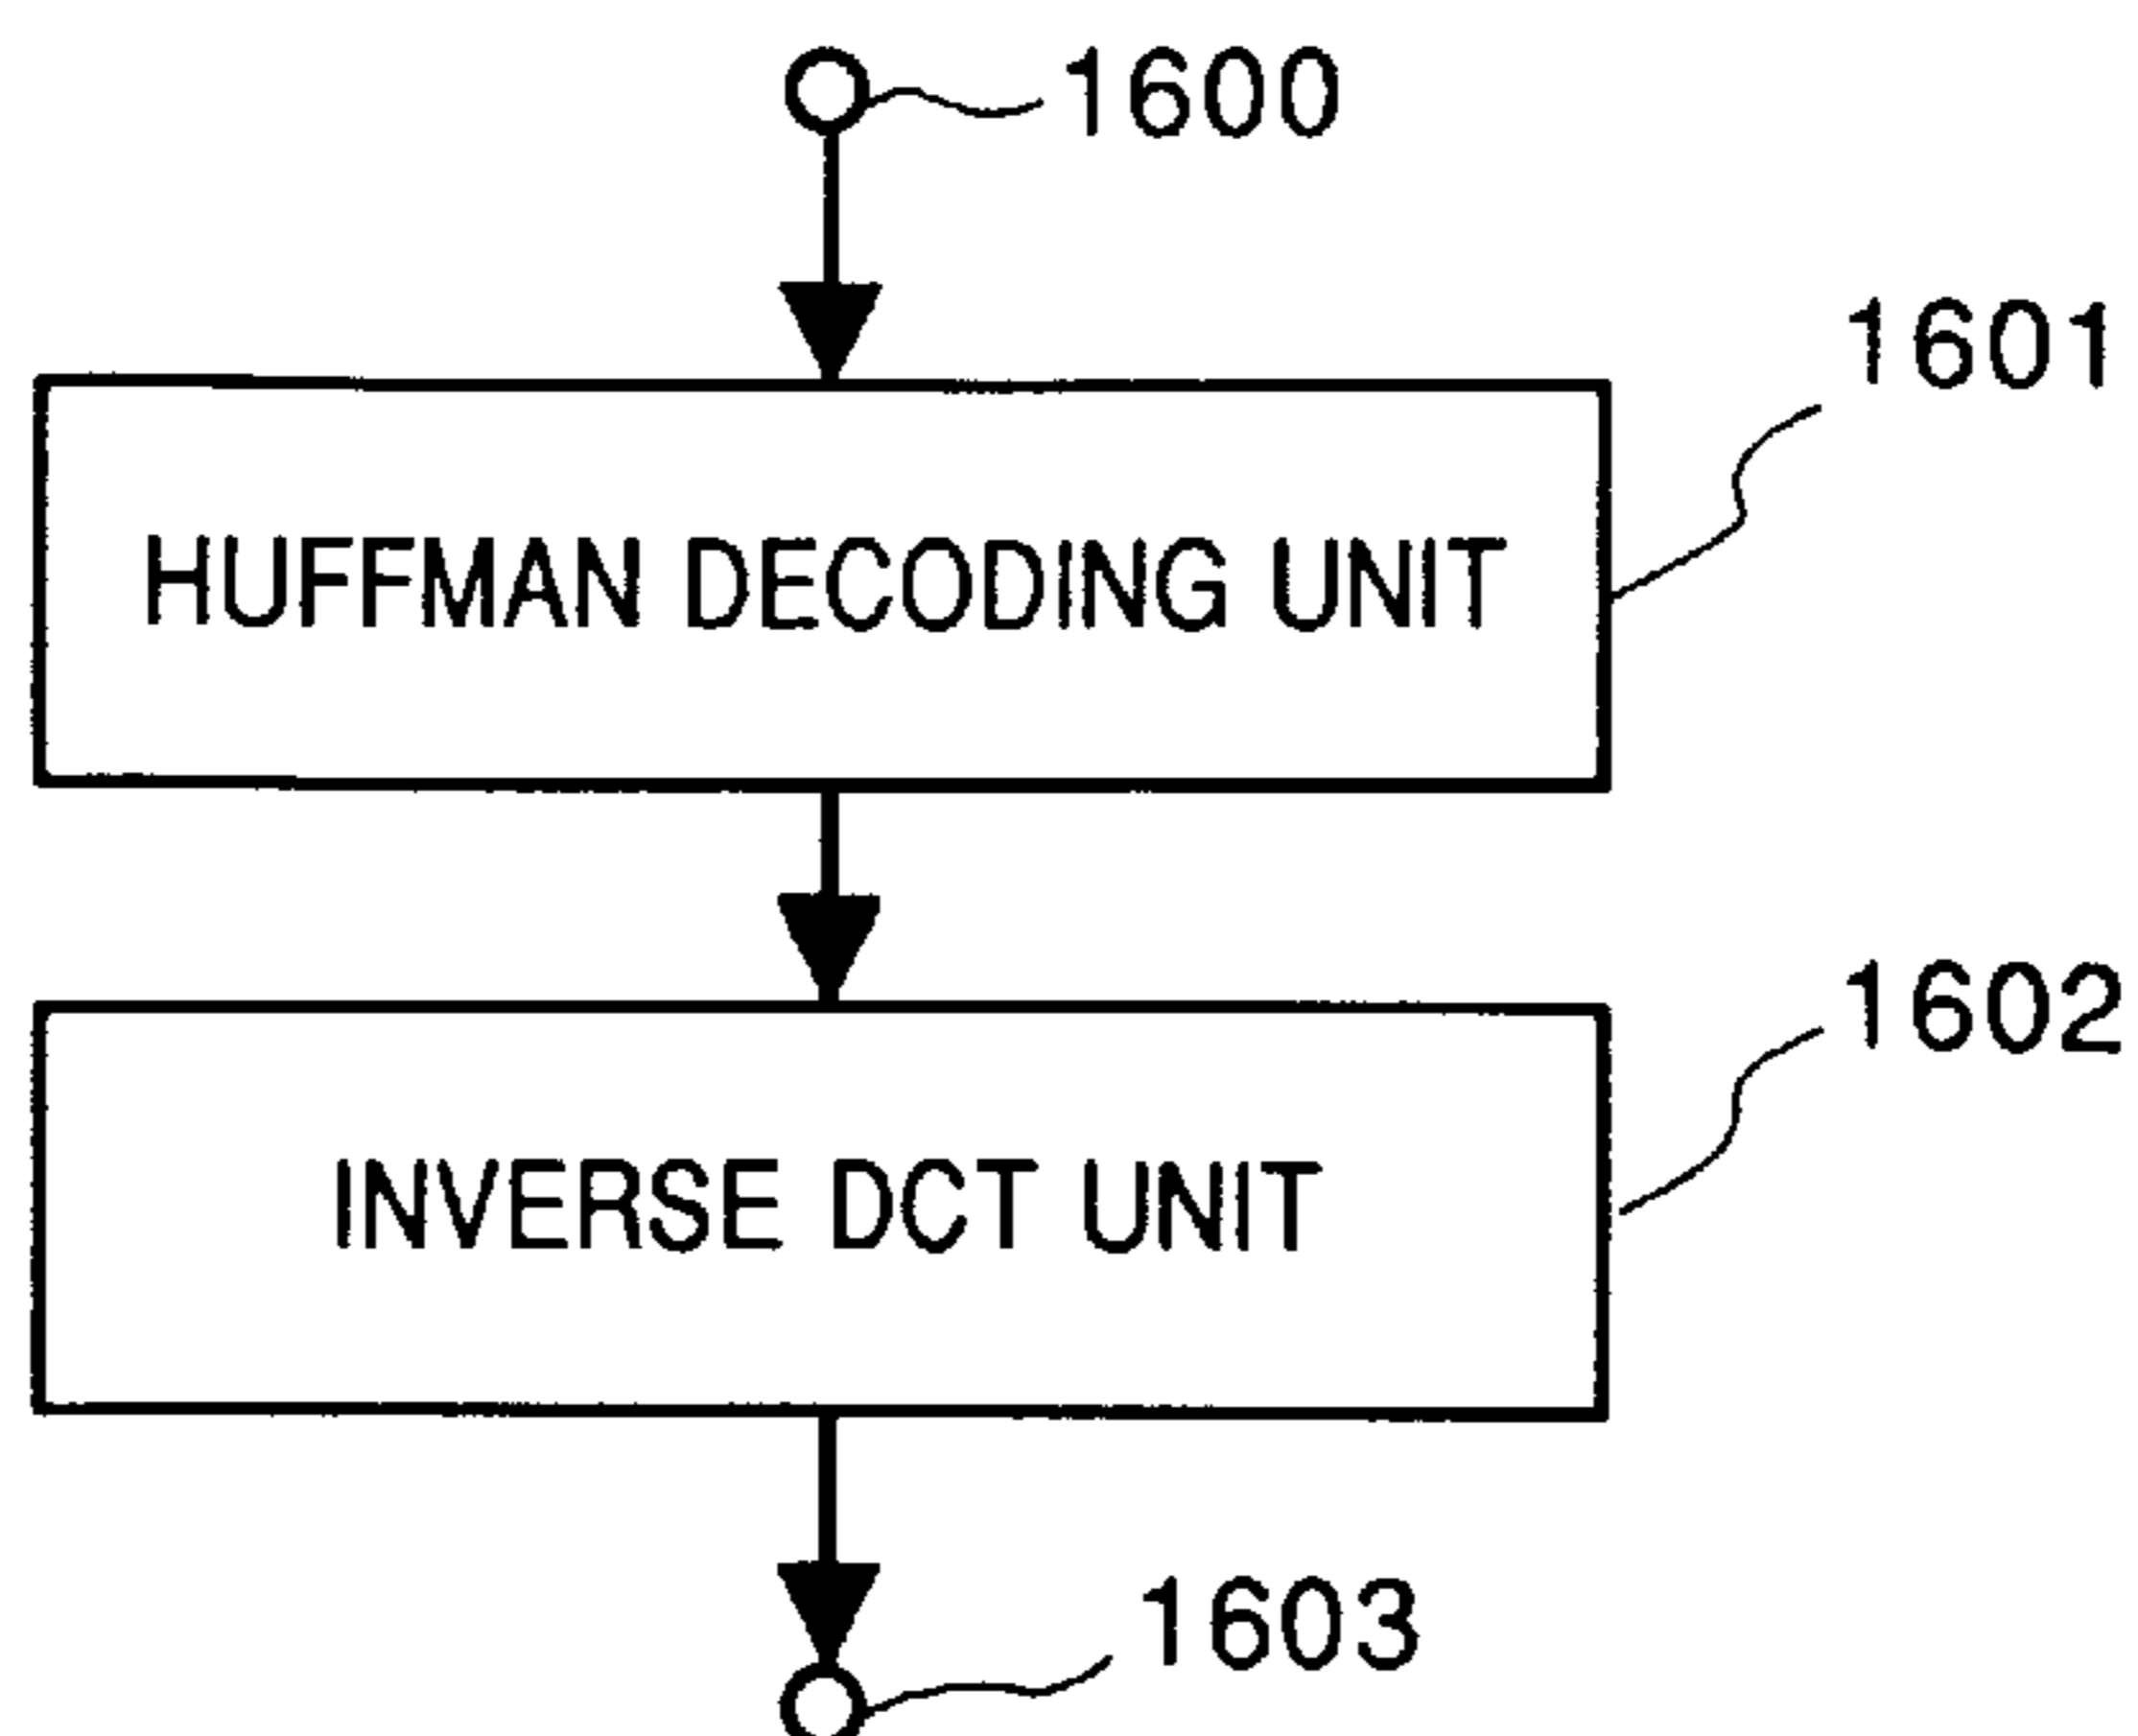 1600
1601
HUFFMAN DECODING UNIT
1602
INVERSE DCT UNIT
1603